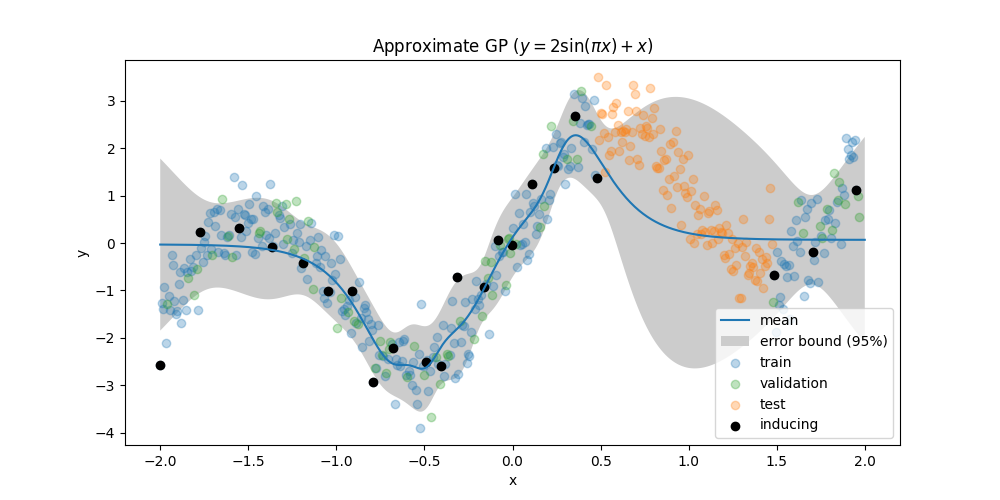 Approximate GP (y = 2sin(πx) + x)
y
3
2
1
0
−1
−2
−3
−4
mean
error bound (95%)
train
validation
test
inducing
−2.0 −1.5 −1.0 −0.5 0.0 0.5 1.0 1.5 2.0
x